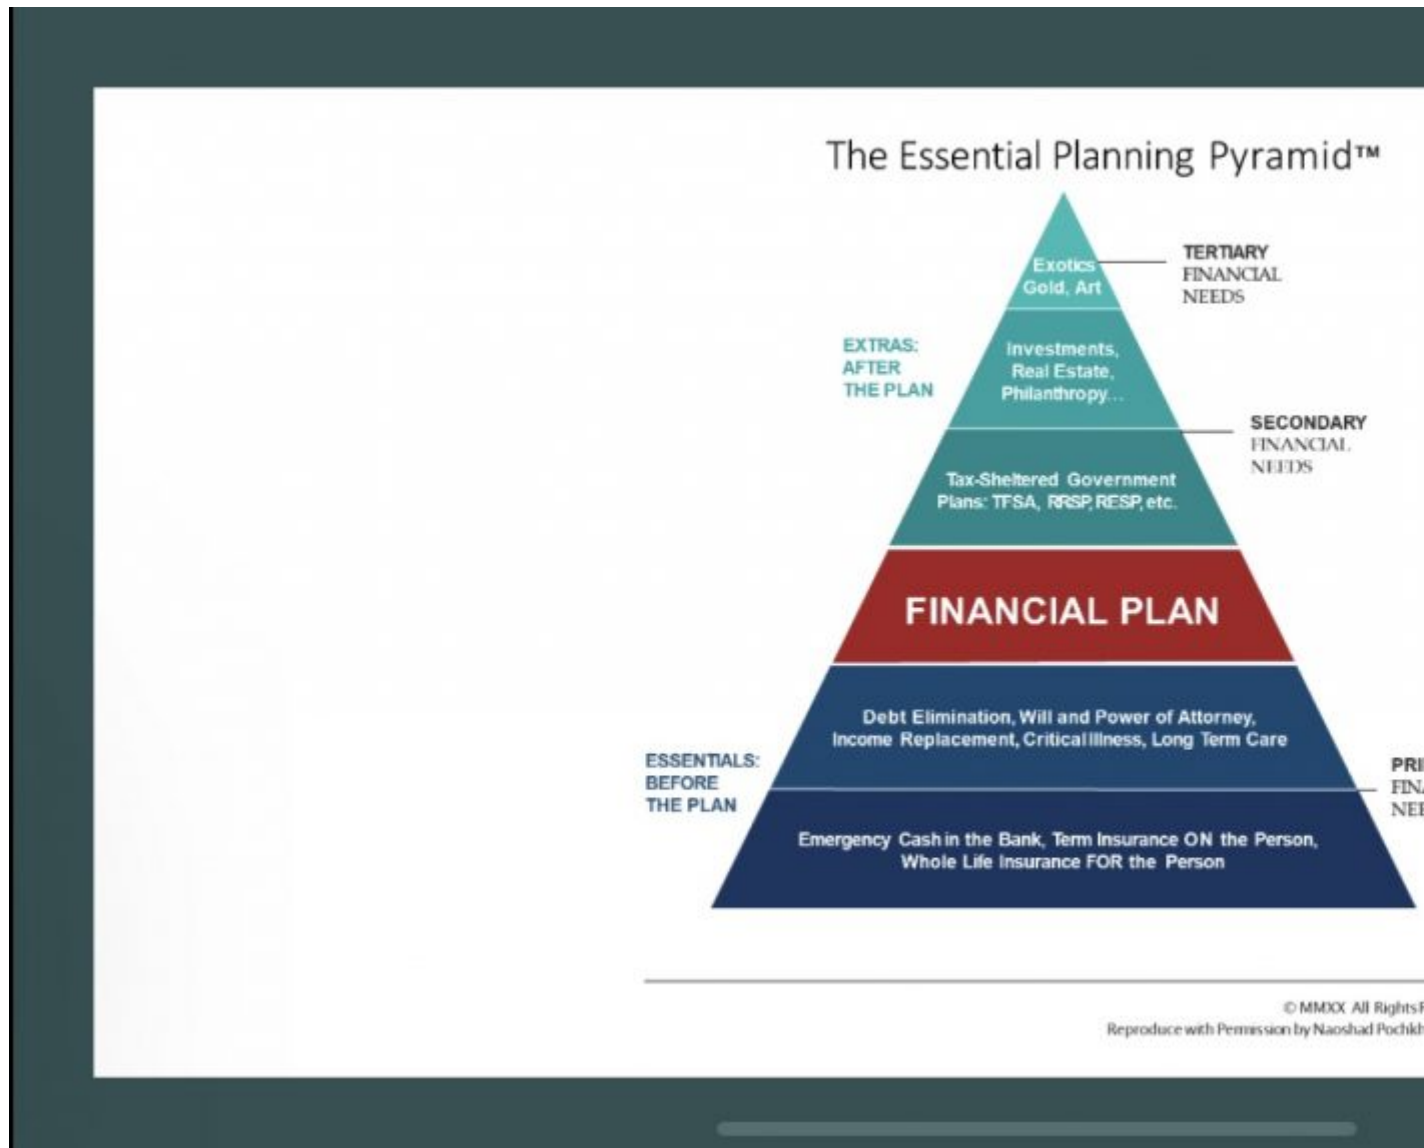 The Essential Planning Pyramid™
Exotics
Gold, Art
TERTIARY
FINANCIAL
NEEDS
EXTRAS:
AFTER
THE PLAN
Investments,
Real Estate,
Philanthropy...
SECONDARY
FINANCIAL
NEEDS
Tax-Sheltered Government
Plans: TFSA, RRSP, RESP, etc.
FINANCIAL PLAN
Debt Elimination, Will and Power of Attorney,
Income Replacement, Critical Illness, Long Term Care
ESSENTIALS:
BEFORE
THE PLAN
Emergency Cash in the Bank, Term Insurance ON the Person,
Whole Life Insurance FOR the Person
© MMXX All Rights
Reproduce with Permission by Naoshad